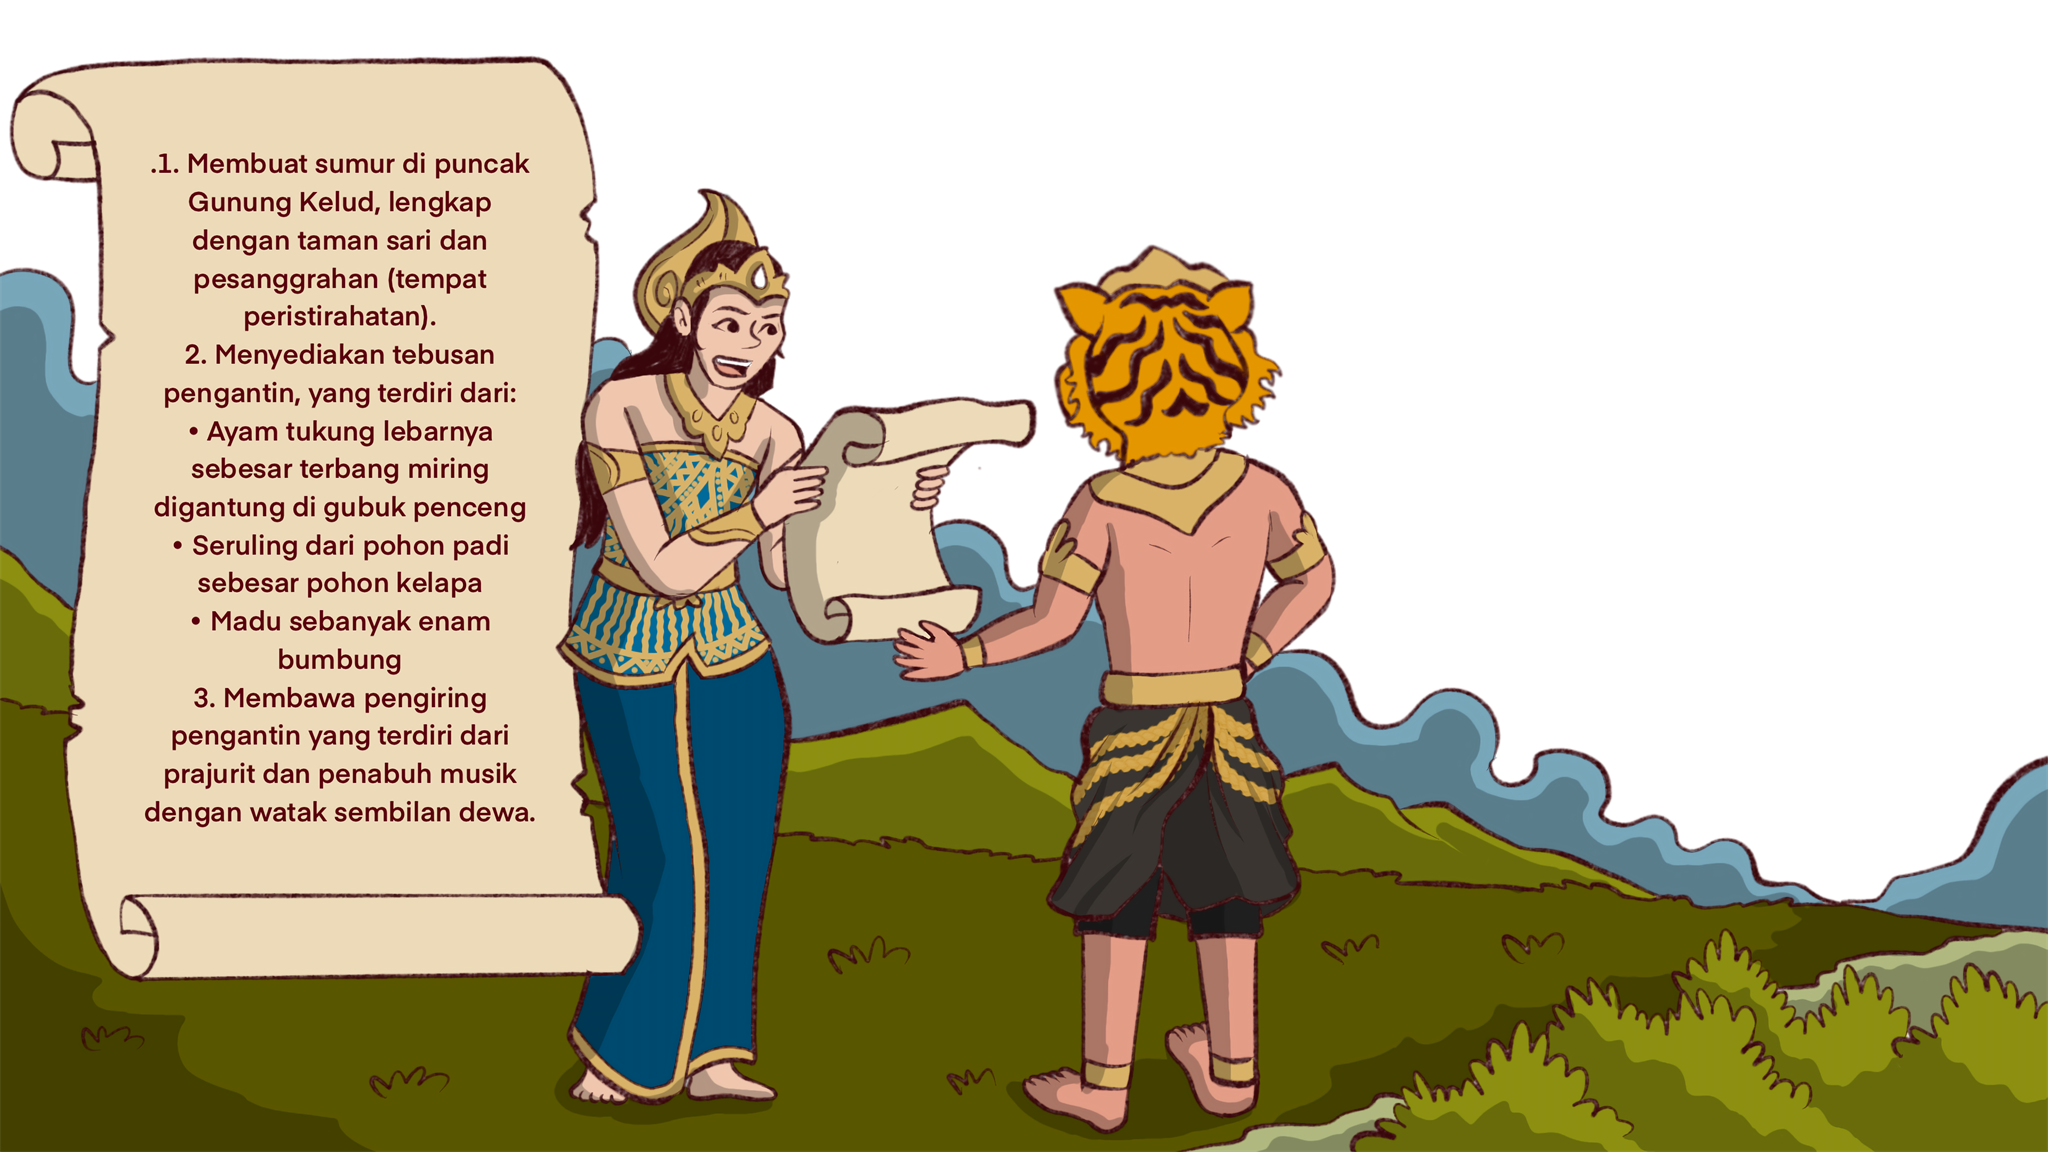 .1. Membuat sumur di puncak
Gunung Kelud, lengkap
dengan taman sari dan
pesanggrahan (tempat
peristirahatan).
2. Menyediakan tebusan
pengantin, yang terdiri dari:
• Ayam tukung lebarnya
sebesar terbang miring
digantung di gubuk penceng
• Seruling dari pohon padi
sebesar pohon kelapa
• Madu sebanyak enam
bumbung
3. Membawa pengiring
pengantin yang terdiri dari
prajurit dan penabuh musik
dengan watak sembilan dewa.